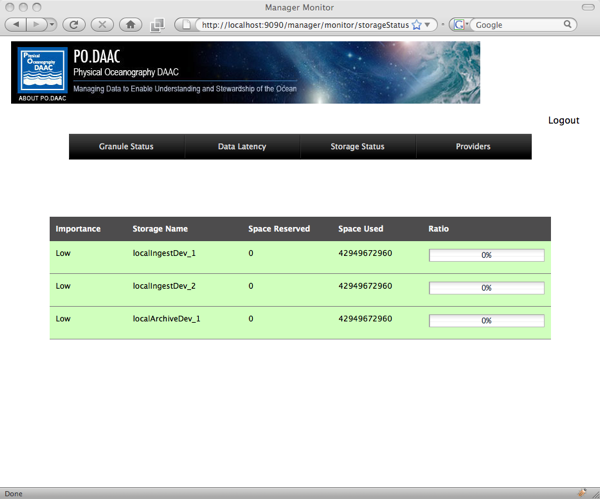 Manager Monitor
http://localhost:9090/manager/monitor/storageStatus
Google
Physical
Oceanography
DAAC
ABOUT PO.DAAC
PO.DAAC
Physical Oceanography DAAC
Managing Data to Enable Understanding and Stewardship of the Ocean
Logout
Granule Status Data Latency Storage Status Providers
Importance Storage Name Space Reserved Space Used Ratio
Low localIngestDev_1 0 42949672960 0%
Low localIngestDev_2 0 42949672960 0%
Low localArchiveDev_1 0 42949672960 0%
Done